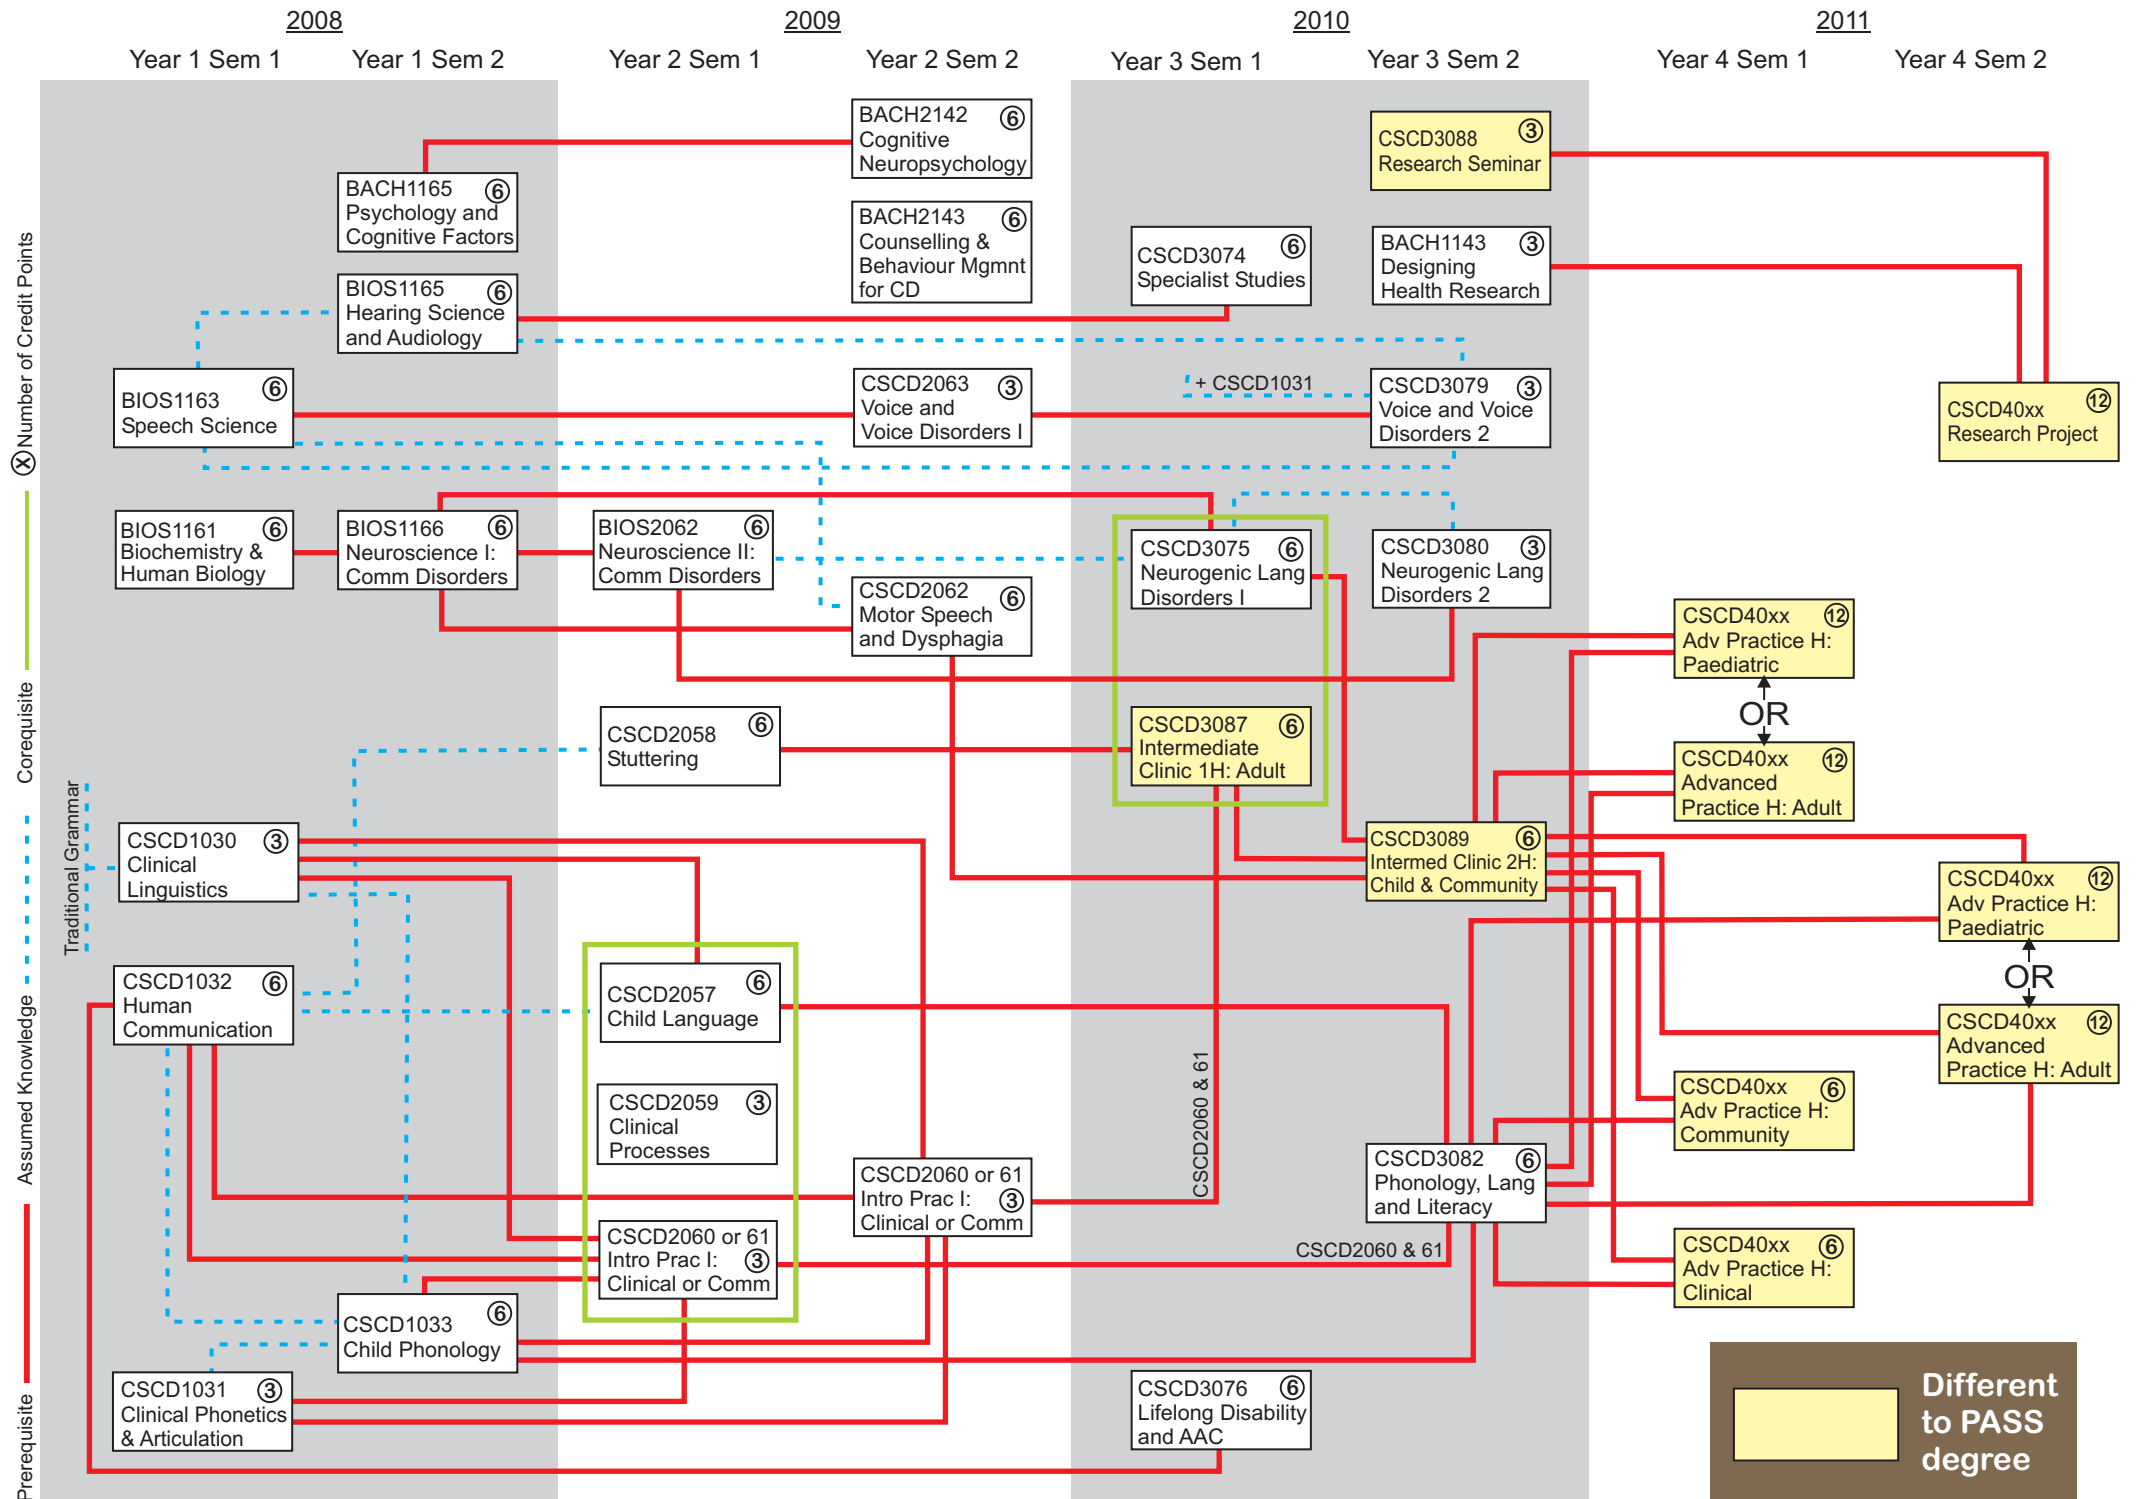 2008
2009
2010
2011
Year 1 Sem 1
Year 1 Sem 2
Year 2 Sem 1
Year 2 Sem 2
Year 3 Sem 1
Year 3 Sem 2
Year 4 Sem 1
Year 4 Sem 2
Prerequisite
Assumed Knowledge
Corequisite
X Number of Credit Points
Traditional Grammar
BIOS1163 6
Speech Science
BIOS1161 6
Biochemistry &
Human Biology
CSCD1030 3
Clinical
Linguistics
CSCD1032 6
Human
Communication
CSCD1031 3
Clinical Phonetics
& Articulation
BACH1165 6
Psychology and
Cognitive Factors
BIOS1165 6
Hearing Science
and Audiology
BIOS1166 6
Neuroscience I:
Comm Disorders
CSCD1033 6
Child Phonology
BIOS2062 6
Neuroscience II:
Comm Disorders
CSCD2058 6
Stuttering
CSCD2057 6
Child Language
CSCD2059 3
Clinical
Processes
CSCD2060 or 61
Intro Prac I: 3
Clinical or Comm
BACH2142 6
Cognitive
Neuropsychology
BACH2143 6
Counselling &
Behaviour Mgmnt
for CD
CSCD2063 3
Voice and
Voice Disorders I
CSCD2062 6
Motor Speech
and Dysphagia
CSCD2060 or 61
Intro Prac I: 3
Clinical or Comm
CSCD3074 6
Specialist Studies
+ CSCD1031
CSCD3075 6
Neurogenic Lang
Disorders I
CSCD3087 6
Intermediate
Clinic 1H: Adult
CSCD2060 & 61
CSCD2060 & 61
CSCD3076 6
Lifelong Disability
and AAC
CSCD3088 3
Research Seminar
BACH1143 3
Designing
Health Research
CSCD3079 3
Voice and Voice
Disorders 2
CSCD3080 3
Neurogenic Lang
Disorders 2
CSCD3089 6
Intermed Clinic 2H:
Child & Community
CSCD3082 6
Phonology, Lang
and Literacy
CSCD40xx 12
Adv Practice H:
Paediatric
OR
CSCD40xx 12
Advanced
Practice H: Adult
CSCD40xx 6
Adv Practice H:
Community
CSCD40xx 6
Adv Practice H:
Clinical
CSCD40xx 12
Research Project
CSCD40xx 12
Adv Practice H:
Paediatric
OR
CSCD40xx 12
Advanced
Practice H: Adult
Different
to PASS
degree